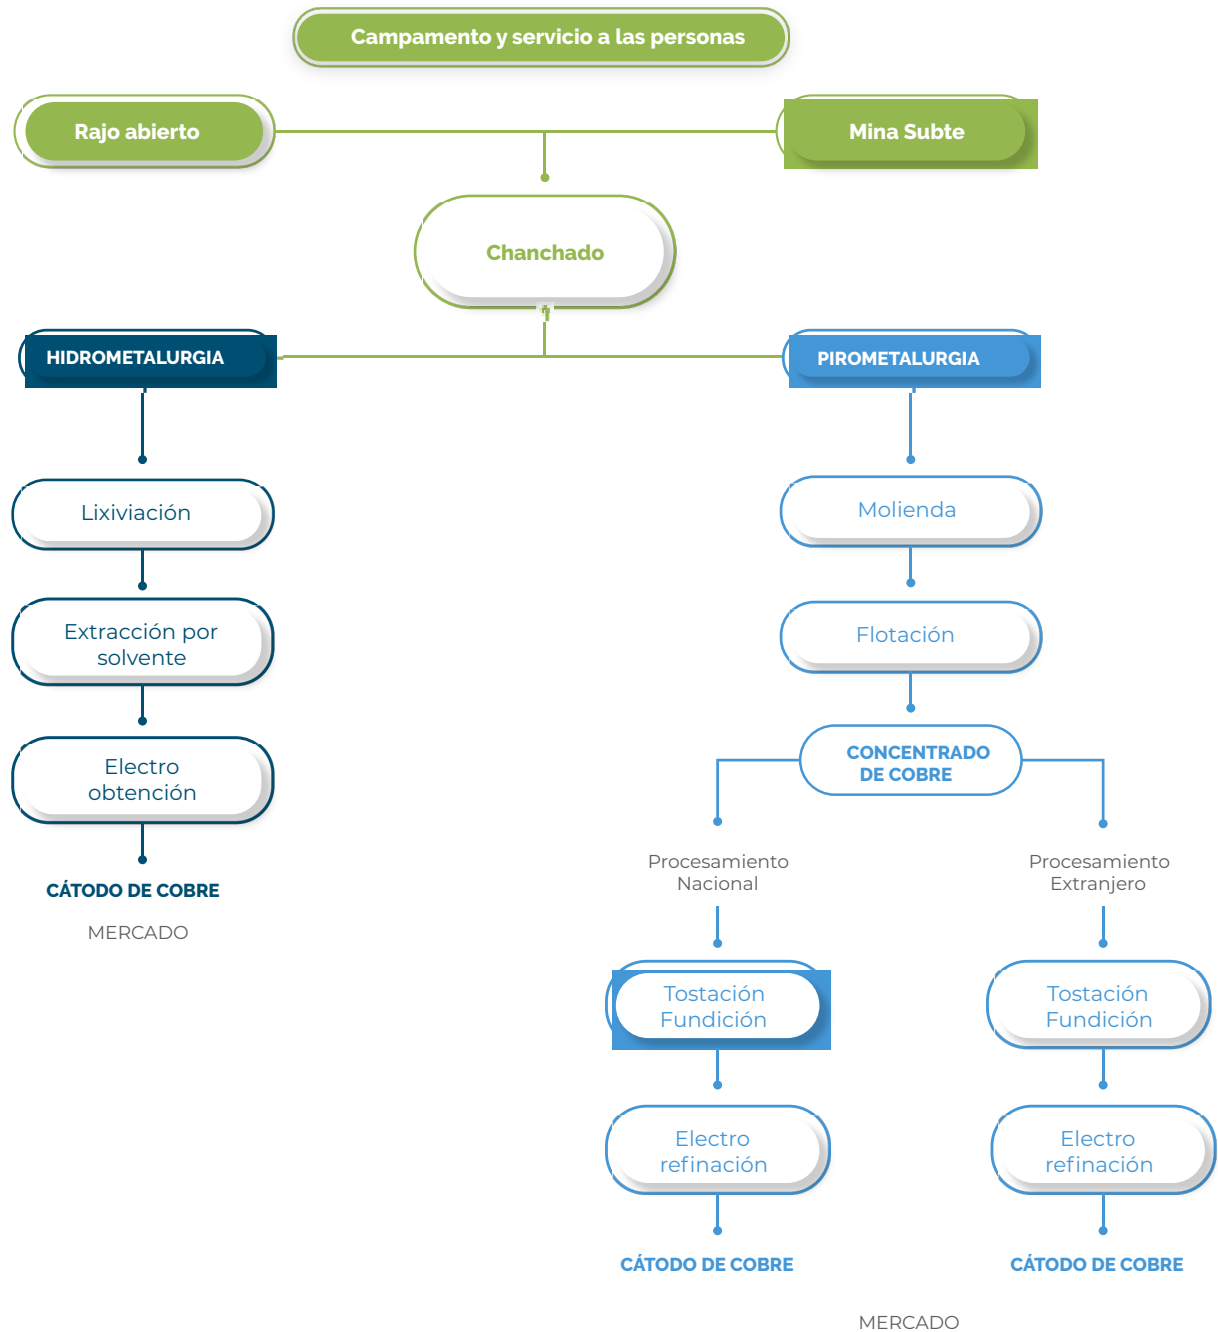 Campamento y servicio a las personas
Rajo abierto
Mina Subte
Chanchado
HIDROMETALURGIA
PIROMETALURGIA
Lixiviación
Extracción por
solvente
Electro
obtención
CÁTODO DE COBRE
MERCADO
Molienda
Flotación
CONCENTRADO
DE COBRE
Procesamiento
Nacional
Tostación
Fundición
Electro
refinación
CÁTODO DE COBRE
Procesamiento
Extranjero
Tostación
Fundición
Electro
refinación
CÁTODO DE COBRE
MERCADO